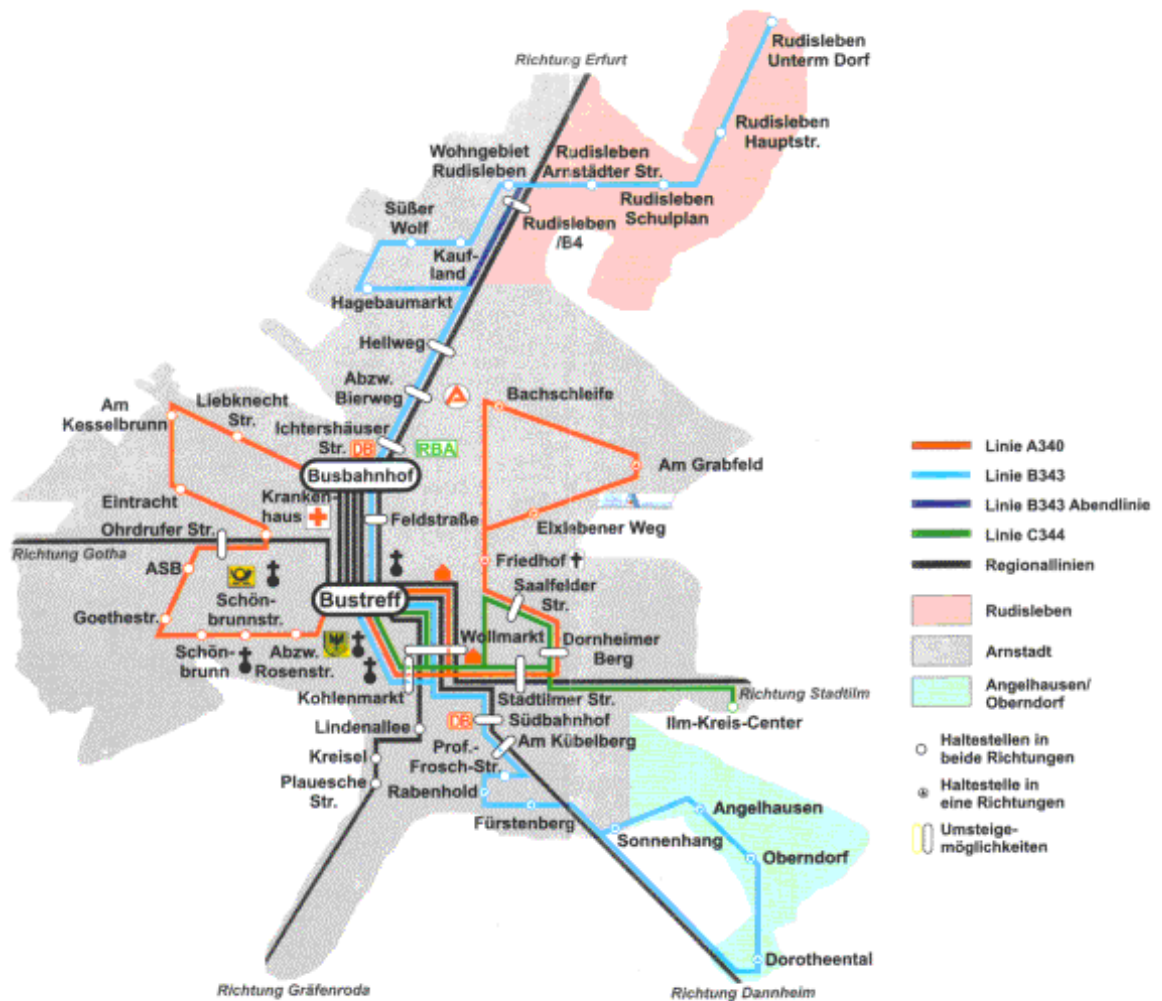 Rudisleben
Unterm Dorf
Richtung Erfurt
Rudisleben
Hauptstr.
Wohngebiet
Rudisleben
Rudisleben
Arnstädter Str.
Rudisleben
Schulplan
Süßer
Wolf
Rudisleben
/B4
Kauf-
land
Hagebaumarkt
Hellweg
Abzw.
Bierweg
Bachschleife
Am
Kesselbrunn
Liebknecht
Str.
Ichtershäuser
Str.
DB
RBA
Busbahnhof
Am Grabfeld
Eintracht
Kranken-
haus
Feldstraße
Elxlebener Weg
Ohrdrufer Str.
Richtung Gotha
Friedhof
ASB
Saalfelder
Str.
Schön-
brunnstr.
Bustreff
Goethestr.
Wollmarkt
Dornheimer
Berg
Schön-
brunn
Abzw.
Rosenstr.
Kohlenmarkt
Stadtilmer Str.
Richtung Stadtilm
Ilm-Kreis-Center
Lindenallee
DB
Südbahnhof
Am Kübelberg
Kreisel
Prof.-
Frosch-Str.
Plauesche
Str.
Rabenhold
Fürstenberg
Angelhausen
Sonnenhang
Oberndorf
Dorotheental
Richtung Gräfenroda
Richtung Dannheim
Linie A340
Linie B343
Linie B343 Abendlinie
Linie C344
Regionallinien
Rudisleben
Arnstadt
Angelhausen/
Oberndorf
Haltestellen in
beide Richtungen
Haltestelle in
eine Richtungen
Umsteige-
möglichkeiten